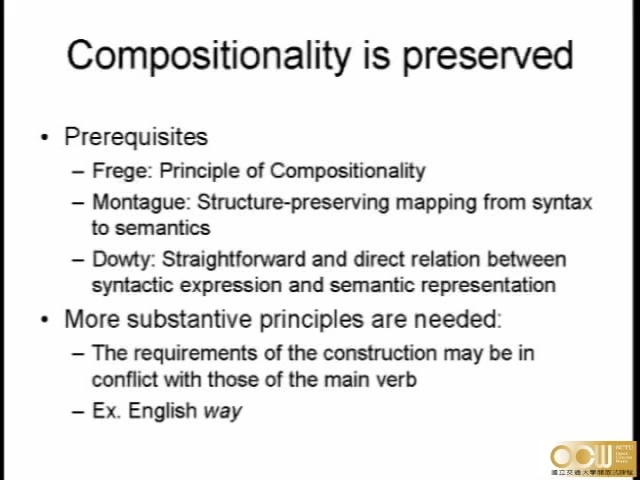 Compositionality is preserved
• Prerequisites
– Frege: Principle of Compositionality
– Montague: Structure-preserving mapping from syntax
to semantics
– Dowty: Straightforward and direct relation between
syntactic expression and semantic representation
• More substantive principles are needed:
– The requirements of the construction may be in
conflict with those of the main verb
– Ex. English way
OCW
NCTU
國立交通大學開放式課程